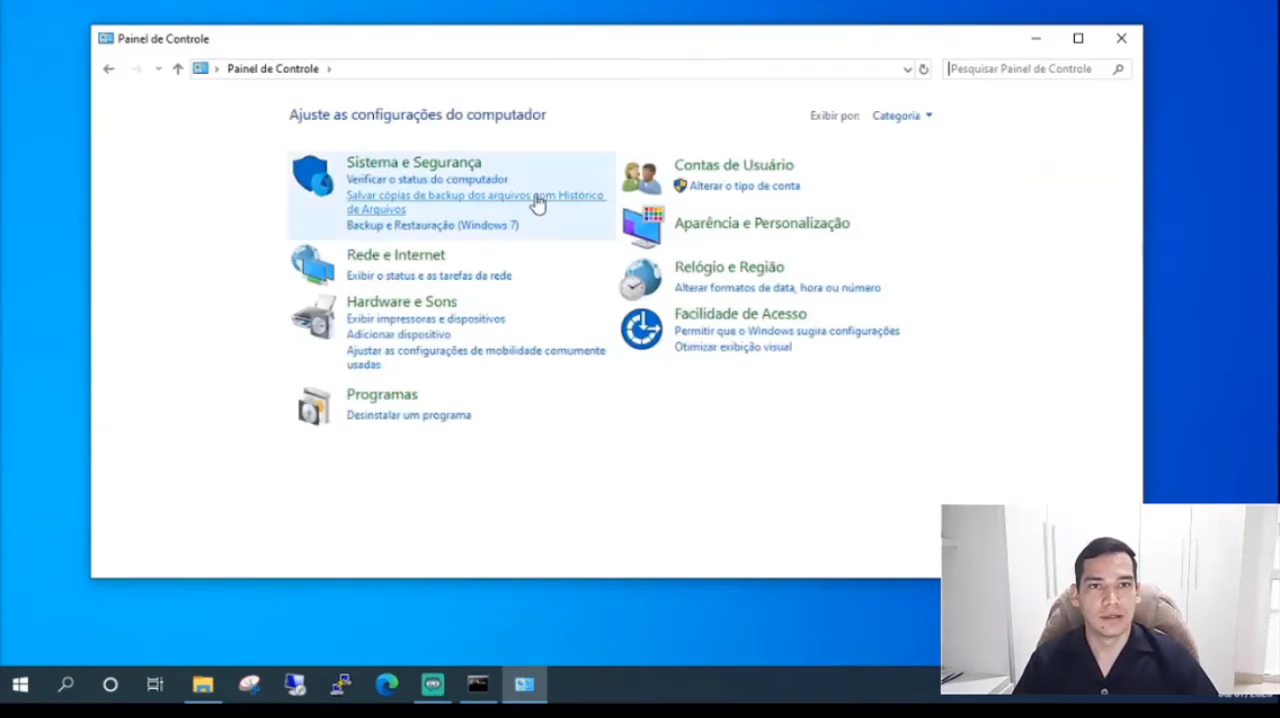 Painel de Controle
Painel de Controle
Pesquisar Painel de Controle
Ajuste as configurações do computador
Exibir por:
Categoria
Sistema e Segurança
Verificar o status do computador
Salvar cópias de backup dos arquivos com Histórico
de Arquivos
Backup e Restauração (Windows 7)
Rede e Internet
Exibir o status e as tarefas da rede
Hardware e Sons
Exibir impressoras e dispositivos
Adicionar dispositivo
Ajustar as configurações de mobilidade comumente
usadas
Programas
Desinstalar um programa
Contas de Usuário
Alterar o tipo de conta
Aparência e Personalização
Relógio e Região
Alterar formatos de data, hora ou número
Facilidade de Acesso
Permitir que o Windows sugira configurações
Otimizar exibição visual